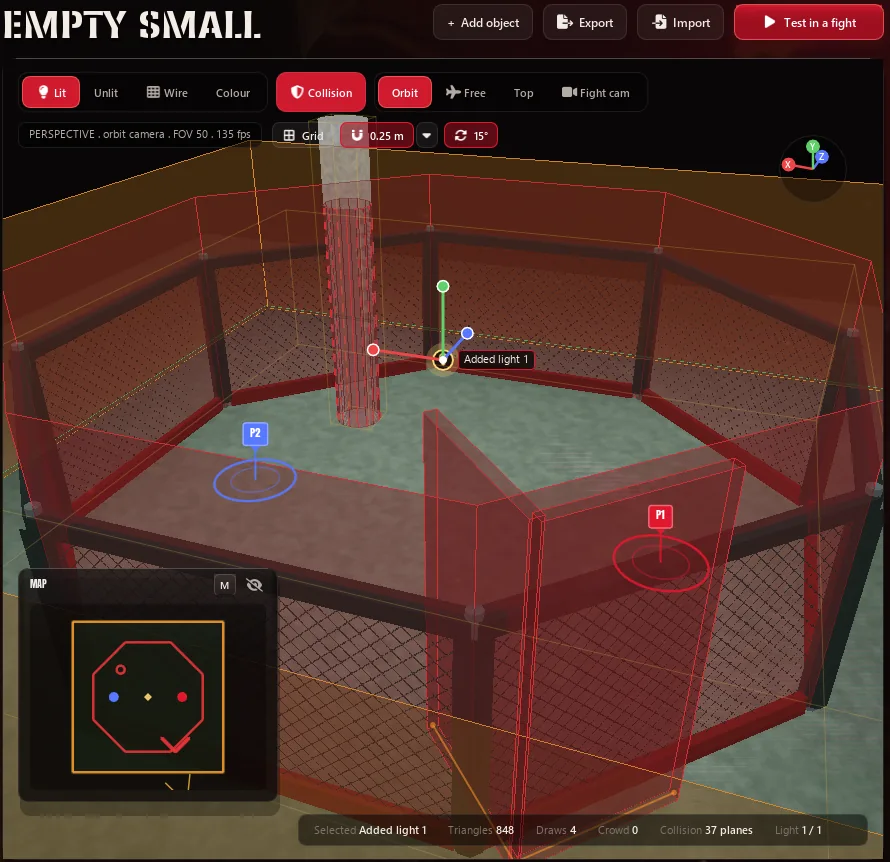 EMPTY SMALL
+ Add object
Export
Import
Test in a fight
Lit
Unlit
Wire
Colour
Collision
Orbit
Free
Top
Fight cam
PERSPECTIVE . orbit camera . FOV 50 . 135 fps
Grid
0.25 m
15°
Y
Z
X
Added light 1
P2
P1
MAP
M
Selected Added light 1 Triangles 848 Draws 4 Crowd 0 Collision 37 planes Light 1 / 1